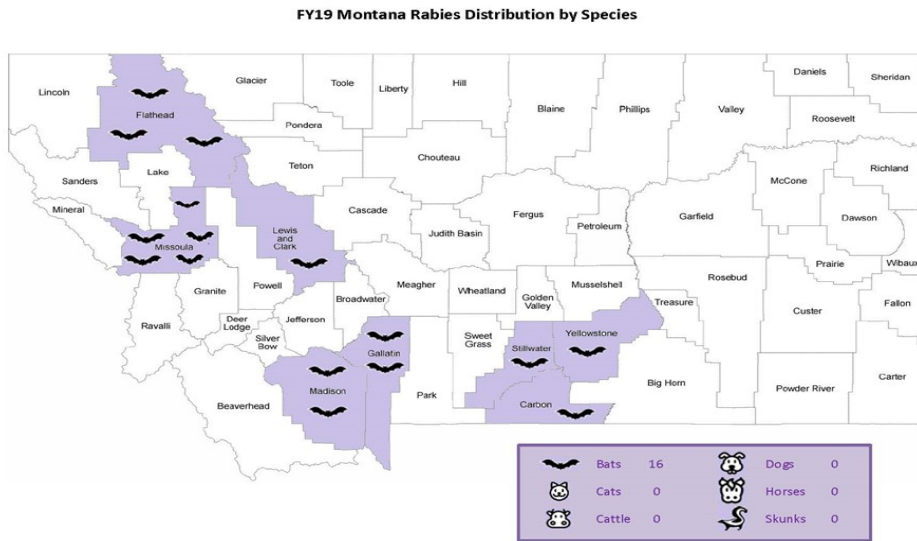 FY19 Montana Rabies Distribution by Species
Lincoln
Glacier
Toole
Liberty
Hill
Blaine
Phillips
Valley
Daniels
Sheridan
Flathead
Pondera
Roosevelt
Teton
Chouteau
Sanders
Lake
McCone
Richland
Mineral
Cascade
Lewis
and
Clark
Judith Basin
Fergus
Petroleum
Garfield
Dawson
Missoula
Prairie
Wibaux
Granite
Powell
Broadwater
Meagher
Wheatland
Golden
Valley
Musselshell
Treasure
Rosebud
Custer
Fallon
Ravalli
Deer
Lodge
Silver
Bow
Jefferson
Gallatin
Sweet
Grass
Stillwater
Yellowstone
Beaverhead
Madison
Park
Carbon
Big Horn
Powder River
Carter
Bats 16
Dogs 0
Cats 0
Horses 0
Cattle 0
Skunks 0